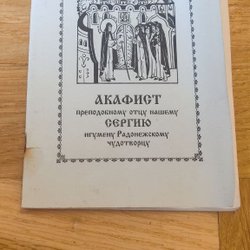 АКАФИСТ
преподобному отцу нашему
СЕРГИЮ
игумену Радонежскому
чудотворцу